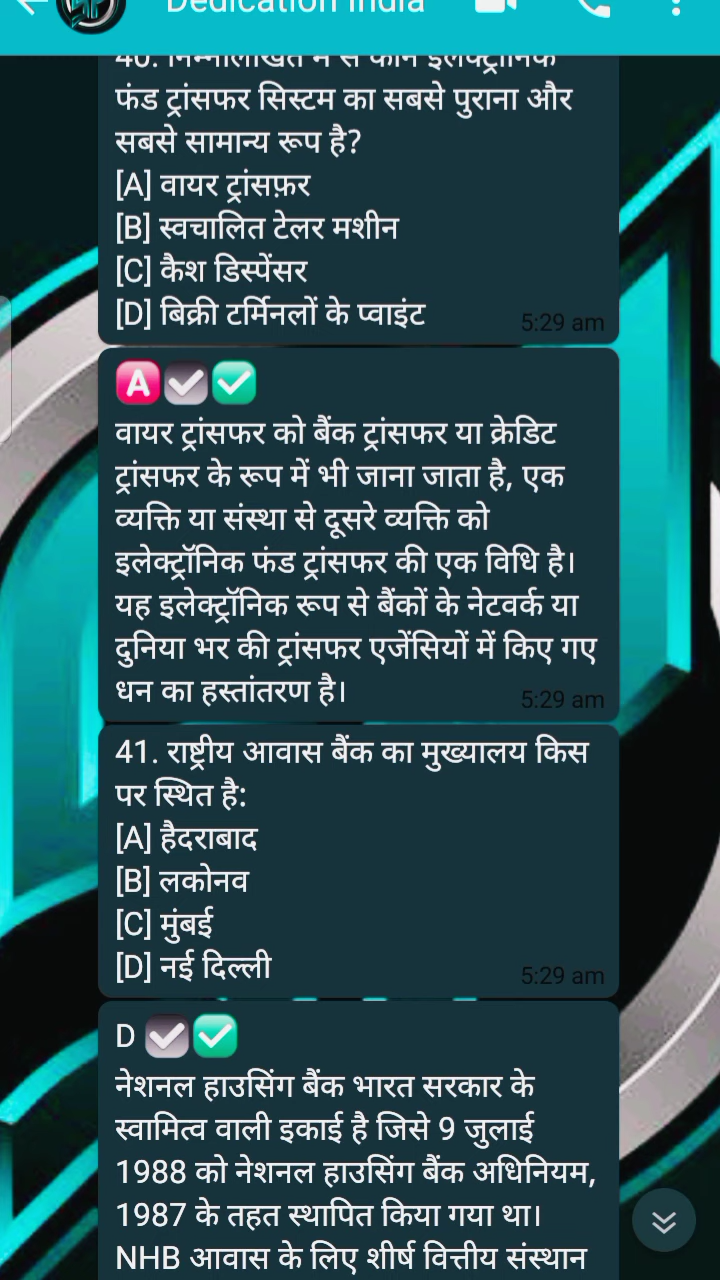 Dedication India
40. निम्नलिखित में से कौन इलेक्ट्रॉनिक
फंड ट्रांसफर सिस्टम का सबसे पुराना और
सबसे सामान्य रूप है?
[A] वायर ट्रांसफ़र
[B] स्वचालित टेलर मशीन
[C] कैश डिस्पेंसर
[D] बिक्री टर्मिनलों के प्वाइंट
5:29 am
A
वायर ट्रांसफर को बैंक ट्रांसफर या क्रेडिट
ट्रांसफर के रूप में भी जाना जाता है, एक
व्यक्ति या संस्था से दूसरे व्यक्ति को
इलेक्ट्रॉनिक फंड ट्रांसफर की एक विधि है।
यह इलेक्ट्रॉनिक रूप से बैंकों के नेटवर्क या
दुनिया भर की ट्रांसफर एजेंसियों में किए गए
धन का हस्तांतरण है।
5:29 am
41. राष्ट्रीय आवास बैंक का मुख्यालय किस
पर स्थित है:
[A] हैदराबाद
[B] लकोनव
[C] मुंबई
[D] नई दिल्ली
5:29 am
D
नेशनल हाउसिंग बैंक भारत सरकार के
स्वामित्व वाली इकाई है जिसे 9 जुलाई
1988 को नेशनल हाउसिंग बैंक अधिनियम,
1987 के तहत स्थापित किया गया था।
NHB आवास के लिए शीर्ष वित्तीय संस्थान